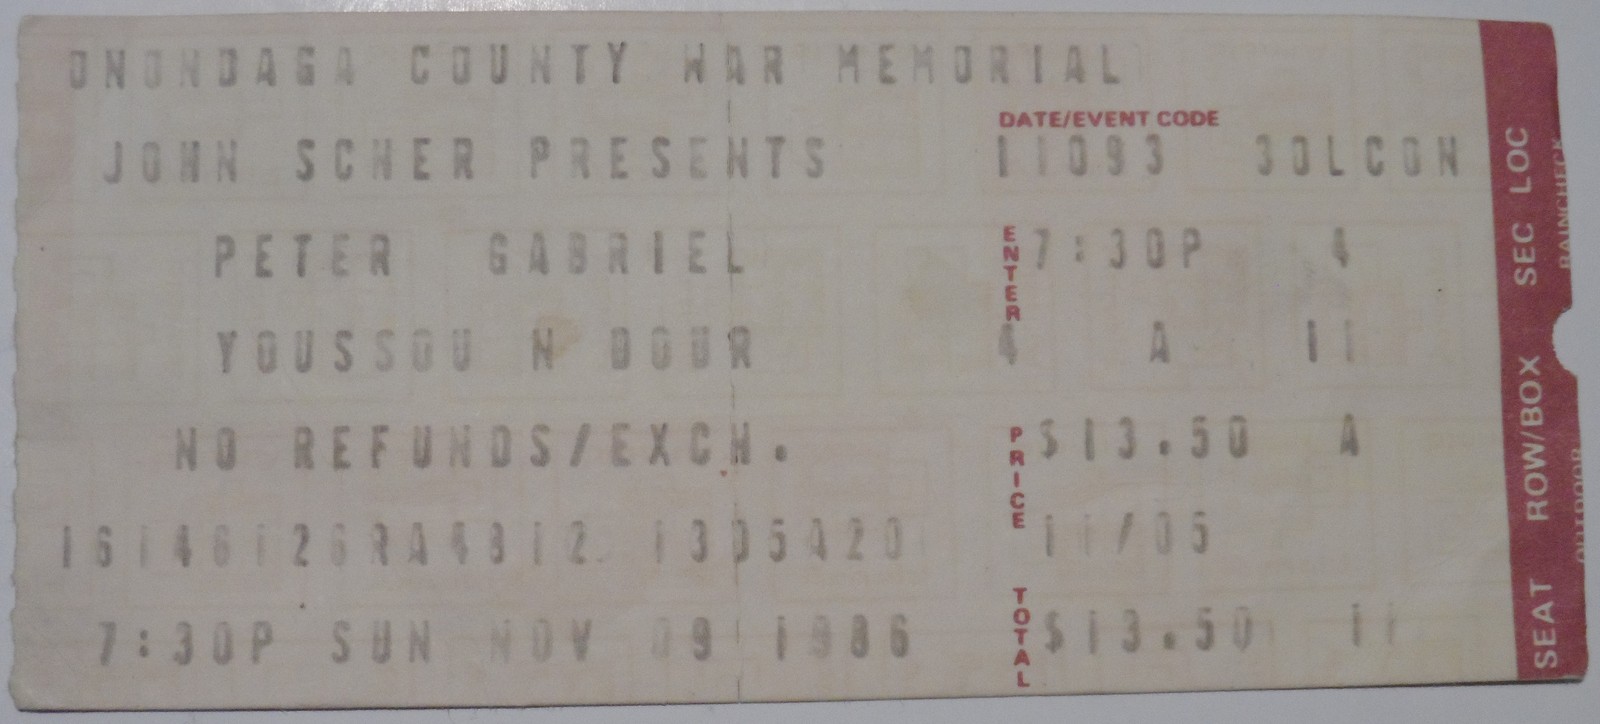 ONONDAGA COUNTY WAR MEMORIAL
DATE/EVENT CODE
JOHN SCHER PRESENTS 11093 30LCON
PETER GABRIEL ENTER 7:30P 4
YOUSSOU N DOUR 4 A 11
NO REFUNDS/EXCH. PRICE $13.50 A
11/05
7:30P SUN NOV 09 1986 TOTAL $13.50 11
SEAT ROW/BOX SEC LOC
RAINCHECK